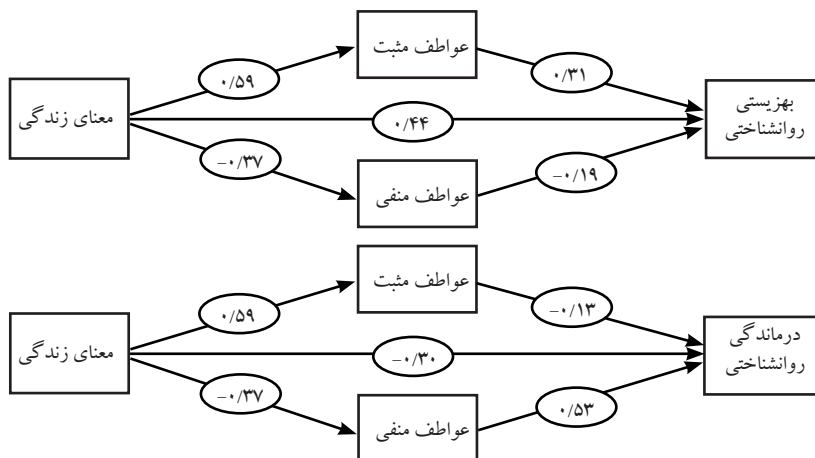 عواطف مثبت
۰/۵۹
۰/۳۱
معنای زندگی
۰/۴۴
بهزیستی
روانشناختی
-۰/۳۷
-۰/۱۹
عواطف منفی
عواطف مثبت
۰/۵۹
-۰/۱۳
معنای زندگی
-۰/۳۰
درماندگی
روانشناختی
-۰/۳۷
۰/۵۳
عواطف منفی